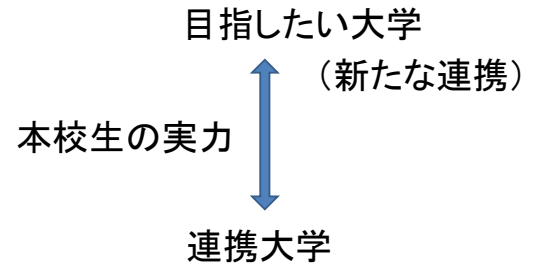 目指したい大学
（新たな連携）
本校生の実力
連携大学